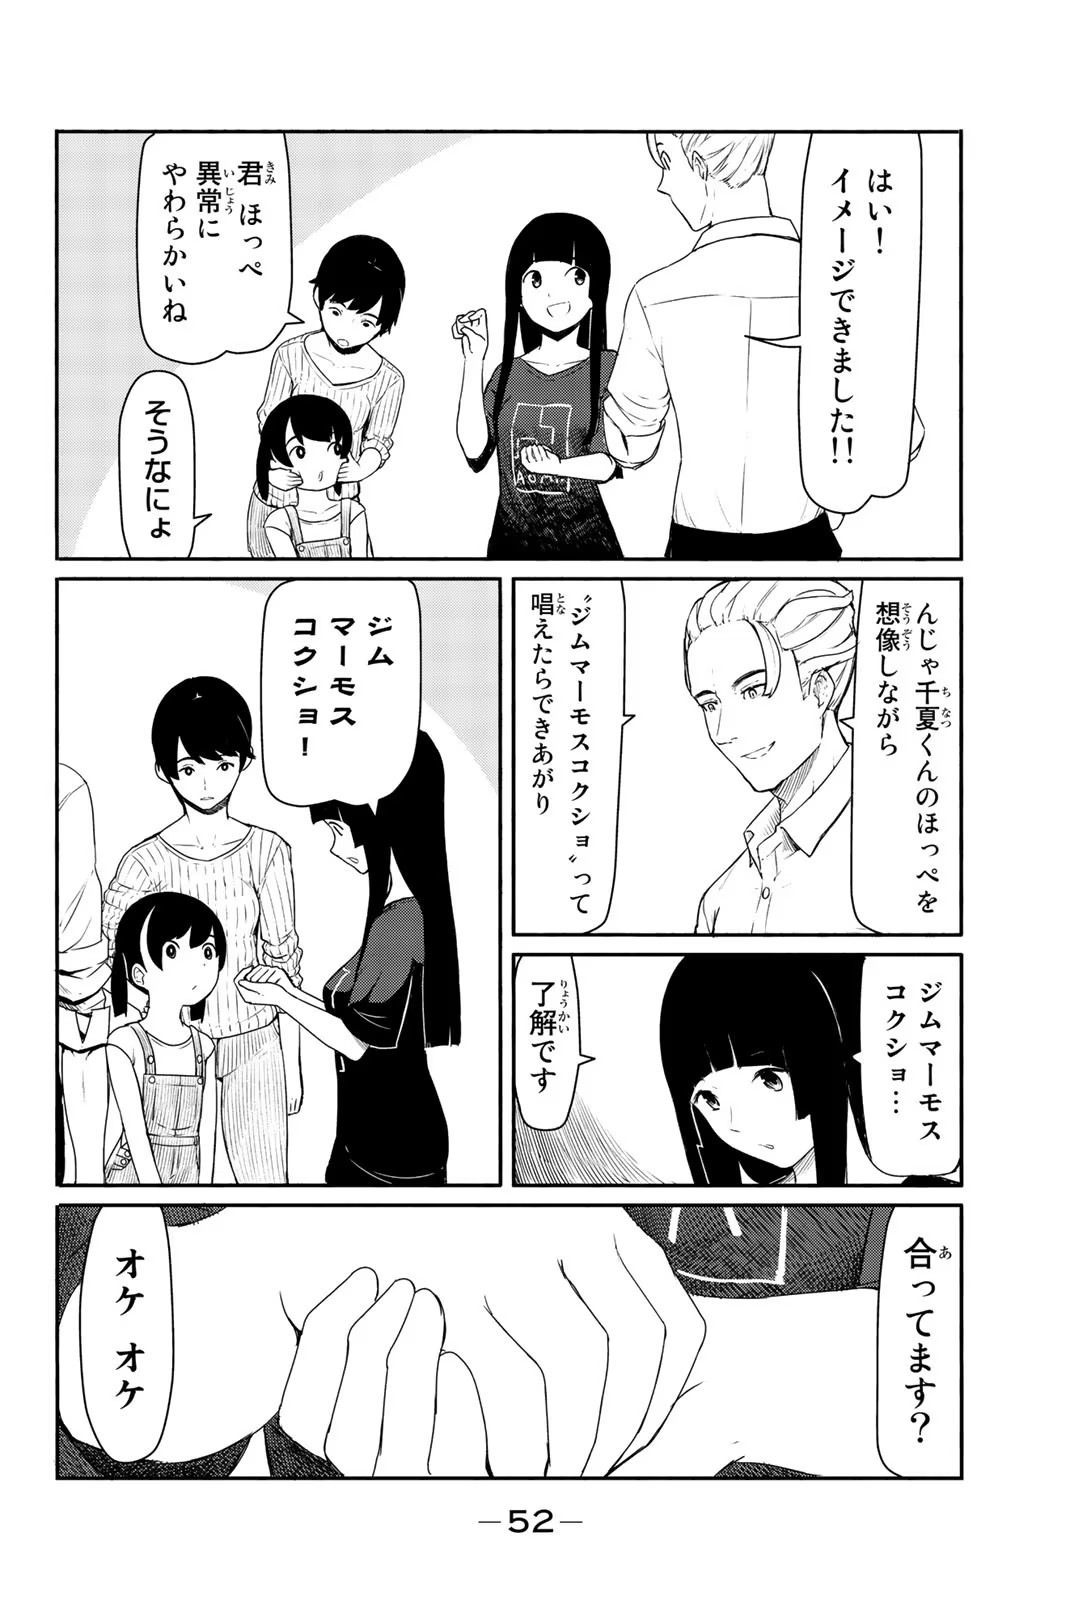 はい！
イメージできました!!
君 ほっぺ
異常に
やわらかいね
そうなにょ
んじゃ千夏くんのほっぺを
想像しながら
〝ジムマーモスコクショ〟って
唱えたらできあがり
ジムマーモス
コクショ…
了解です
ジム
マーモス
コクショ！
合ってます？
オケ オケ
—52—